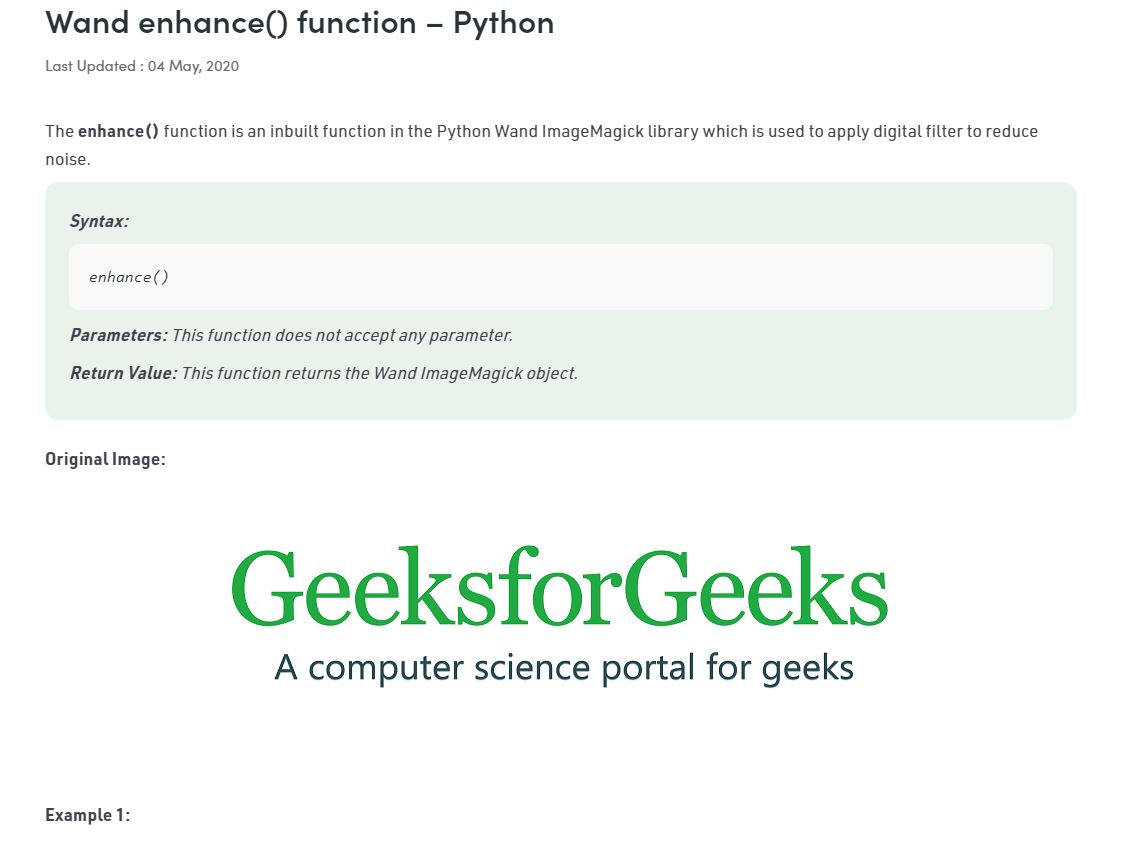 Wand enhance() function – Python
Last Updated : 04 May, 2020
The enhance() function is an inbuilt function in the Python Wand ImageMagick library which is used to apply digital filter to reduce
noise.
Syntax:
enhance()
Parameters: This function does not accept any parameter.
Return Value: This function returns the Wand ImageMagick object.
Original Image:
GeeksforGeeks
A computer science portal for geeks
Example 1: